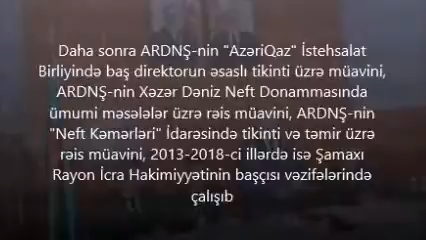 Daha sonra ARDNŞ-nin "AzəriQaz" İstehsalat
Birliyində baş direktorun əsaslı tikinti üzrə müavini,
ARDNŞ-nin Xəzər Dəniz Neft Donammasında
ümumi məsələlər üzrə rəis müavini, ARDNŞ-nin
"Neft Kəmərləri" İdarəsində tikinti və təmir üzrə
rəis müavini, 2013-2018-ci illərdə isə Şamaxı
Rayon İcra Hakimiyyətinin başçısı vəzifələrində
çalışıb